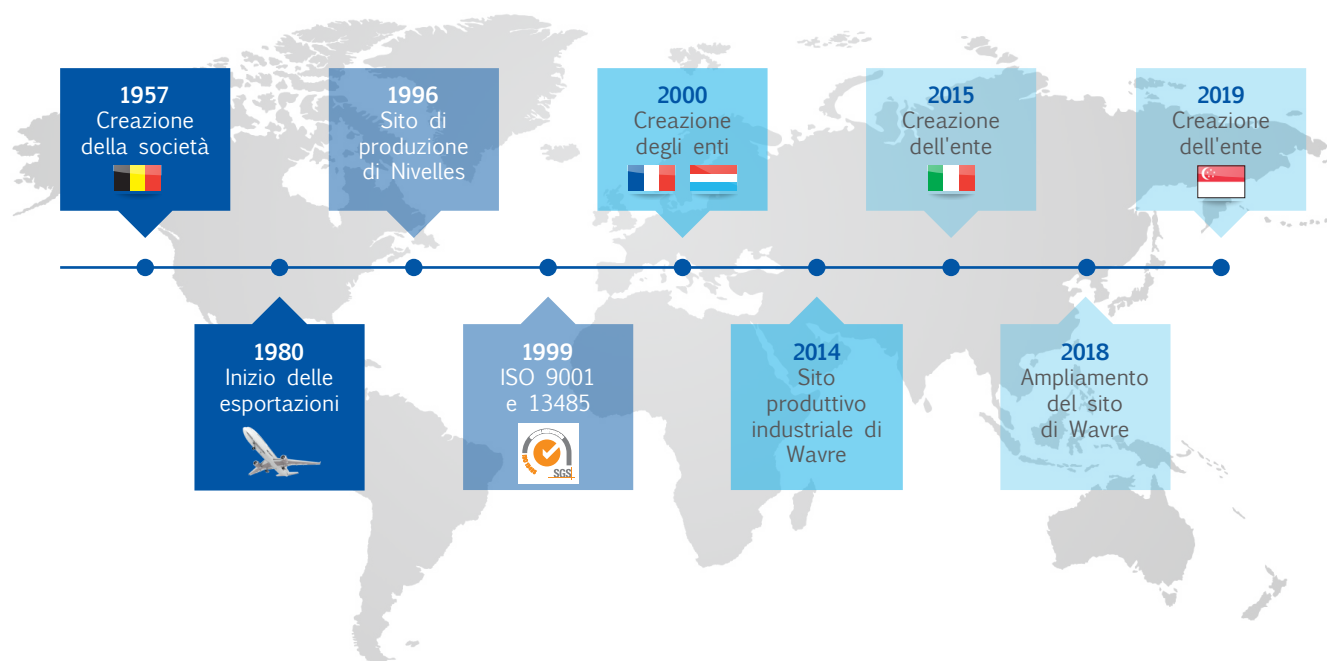 1957
Creazione
della società
1980
Inizio delle
esportazioni
1996
Sito di
produzione
di Nivelles
1999
ISO 9001
e 13485
SGS
2000
Creazione
degli enti
2014
Sito
produttivo
industriale di
Wavre
2015
Creazione
dell'ente
2018
Ampliamento
del sito
di Wavre
2019
Creazione
dell'ente